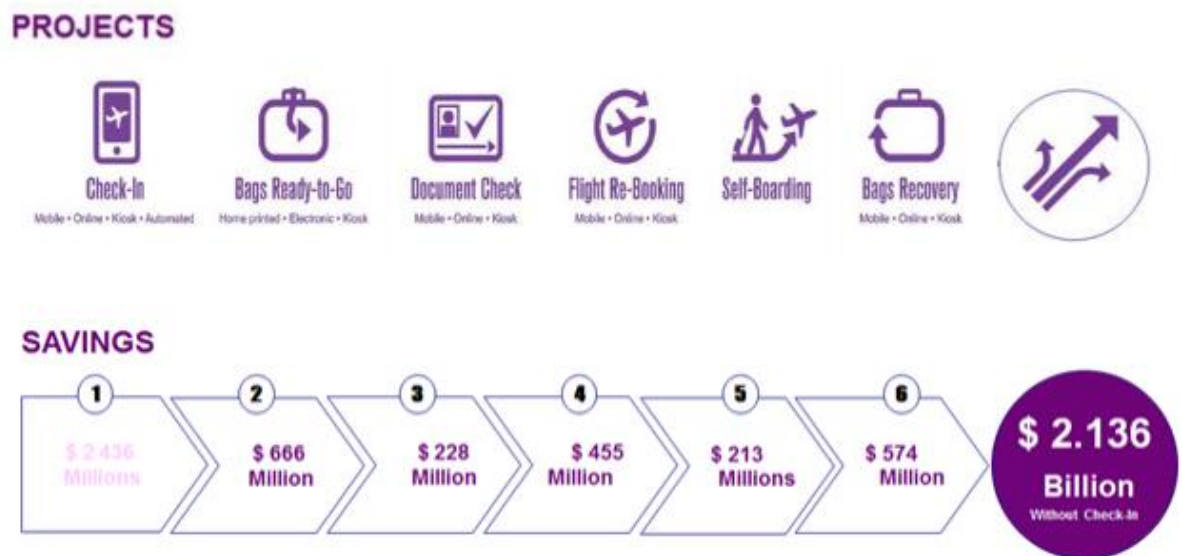 PROJECTS
Check-In
Mobile • Online • Kiosk • Automated
Bags Ready-to-Go
Home printed • Electronic • Kiosk
Document Check
Mobile • Online • Kiosk
Flight Re-Booking
Mobile • Online • Kiosk
Self-Boarding
Bags Recovery
Mobile • Online • Kiosk
SAVINGS
1
$ 2.436
Millions
2
$ 666
Million
3
$ 228
Million
4
$ 455
Million
5
$ 213
Millions
6
$ 574
Million
$ 2.136
Billion
Without Check-In